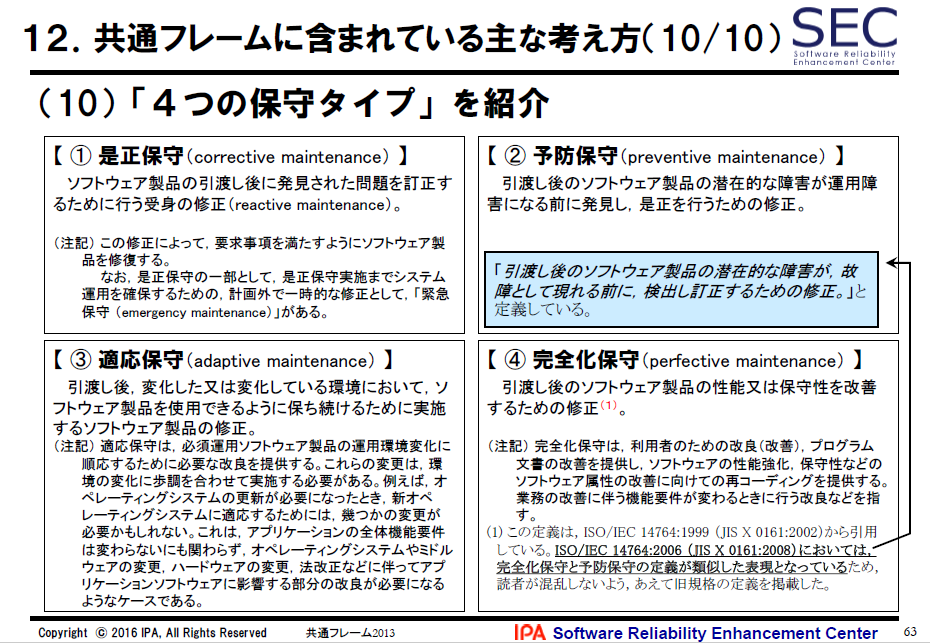 12．共通フレームに含まれている主な考え方（10/10）
SEC
Software Reliability
Enhancement Center
（10）「４つの保守タイプ」を紹介
【 ① 是正保守（corrective maintenance） 】
ソフトウェア製品の引渡し後に発見された問題を訂正す
るために行う受身の修正（reactive maintenance）。
（注記） この修正によって，要求事項を満たすようにソフトウェア製
品を修復する。
なお，是正保守の一部として，是正保守実施までシステム
運用を確保するための，計画外で一時的な修正として，「緊急
保守 （emergency maintenance）」がある。
【 ② 予防保守（preventive maintenance） 】
引渡し後のソフトウェア製品の潜在的な障害が運用障
害になる前に発見し，是正を行うための修正。
「引渡し後のソフトウェア製品の潜在的な障害が，故
障として現れる前に，検出し訂正するための修正。」と
定義している。
【 ③ 適応保守（adaptive maintenance） 】
引渡し後，変化した又は変化している環境において，ソ
フトウェア製品を使用できるように保ち続けるために実施
するソフトウェア製品の修正。
（注記） 適応保守は，必須運用ソフトウェア製品の運用環境変化に
順応するために必要な改良を提供する。これらの変更は，環
境の変化に歩調を合わせて実施する必要がある。例えば，オ
ペレーティングシステムの更新が必要になったとき，新オペ
レーティングシステムに適応するためには，幾つかの変更が
必要かもしれない。これは，アプリケーションの全体機能要件
は変わらないにも関わらず，オペレーティングシステムやミドル
ウェアの変更，ハードウェアの変更，法改正などに伴ってアプ
リケーションソフトウェアに影響する部分の改良が必要になる
ようなケースである。
【 ④ 完全化保守（perfective maintenance） 】
引渡し後のソフトウェア製品の性能又は保守性を改善
するための修正（1）。
（注記） 完全化保守は，利用者のための改良（改善），プログラム
文書の改善を提供し，ソフトウェアの性能強化，保守性などの
ソフトウェア属性の改善に向けての再コーディングを提供する。
業務の改善に伴う機能要件が変わるときに行う改良などを指
す。
（1） この定義は，ISO/IEC 14764:1999 （JIS X 0161:2002）から引用
している。ISO/IEC 14764:2006 （JIS X 0161:2008）においては，
完全化保守と予防保守の定義が類似した表現となっているため，
読者が混乱しないよう，あえて旧規格の定義を掲載した。
Copyright © 2016 IPA, All Rights Reserved
共通フレーム2013
IPA Software Reliability Enhancement Center
63